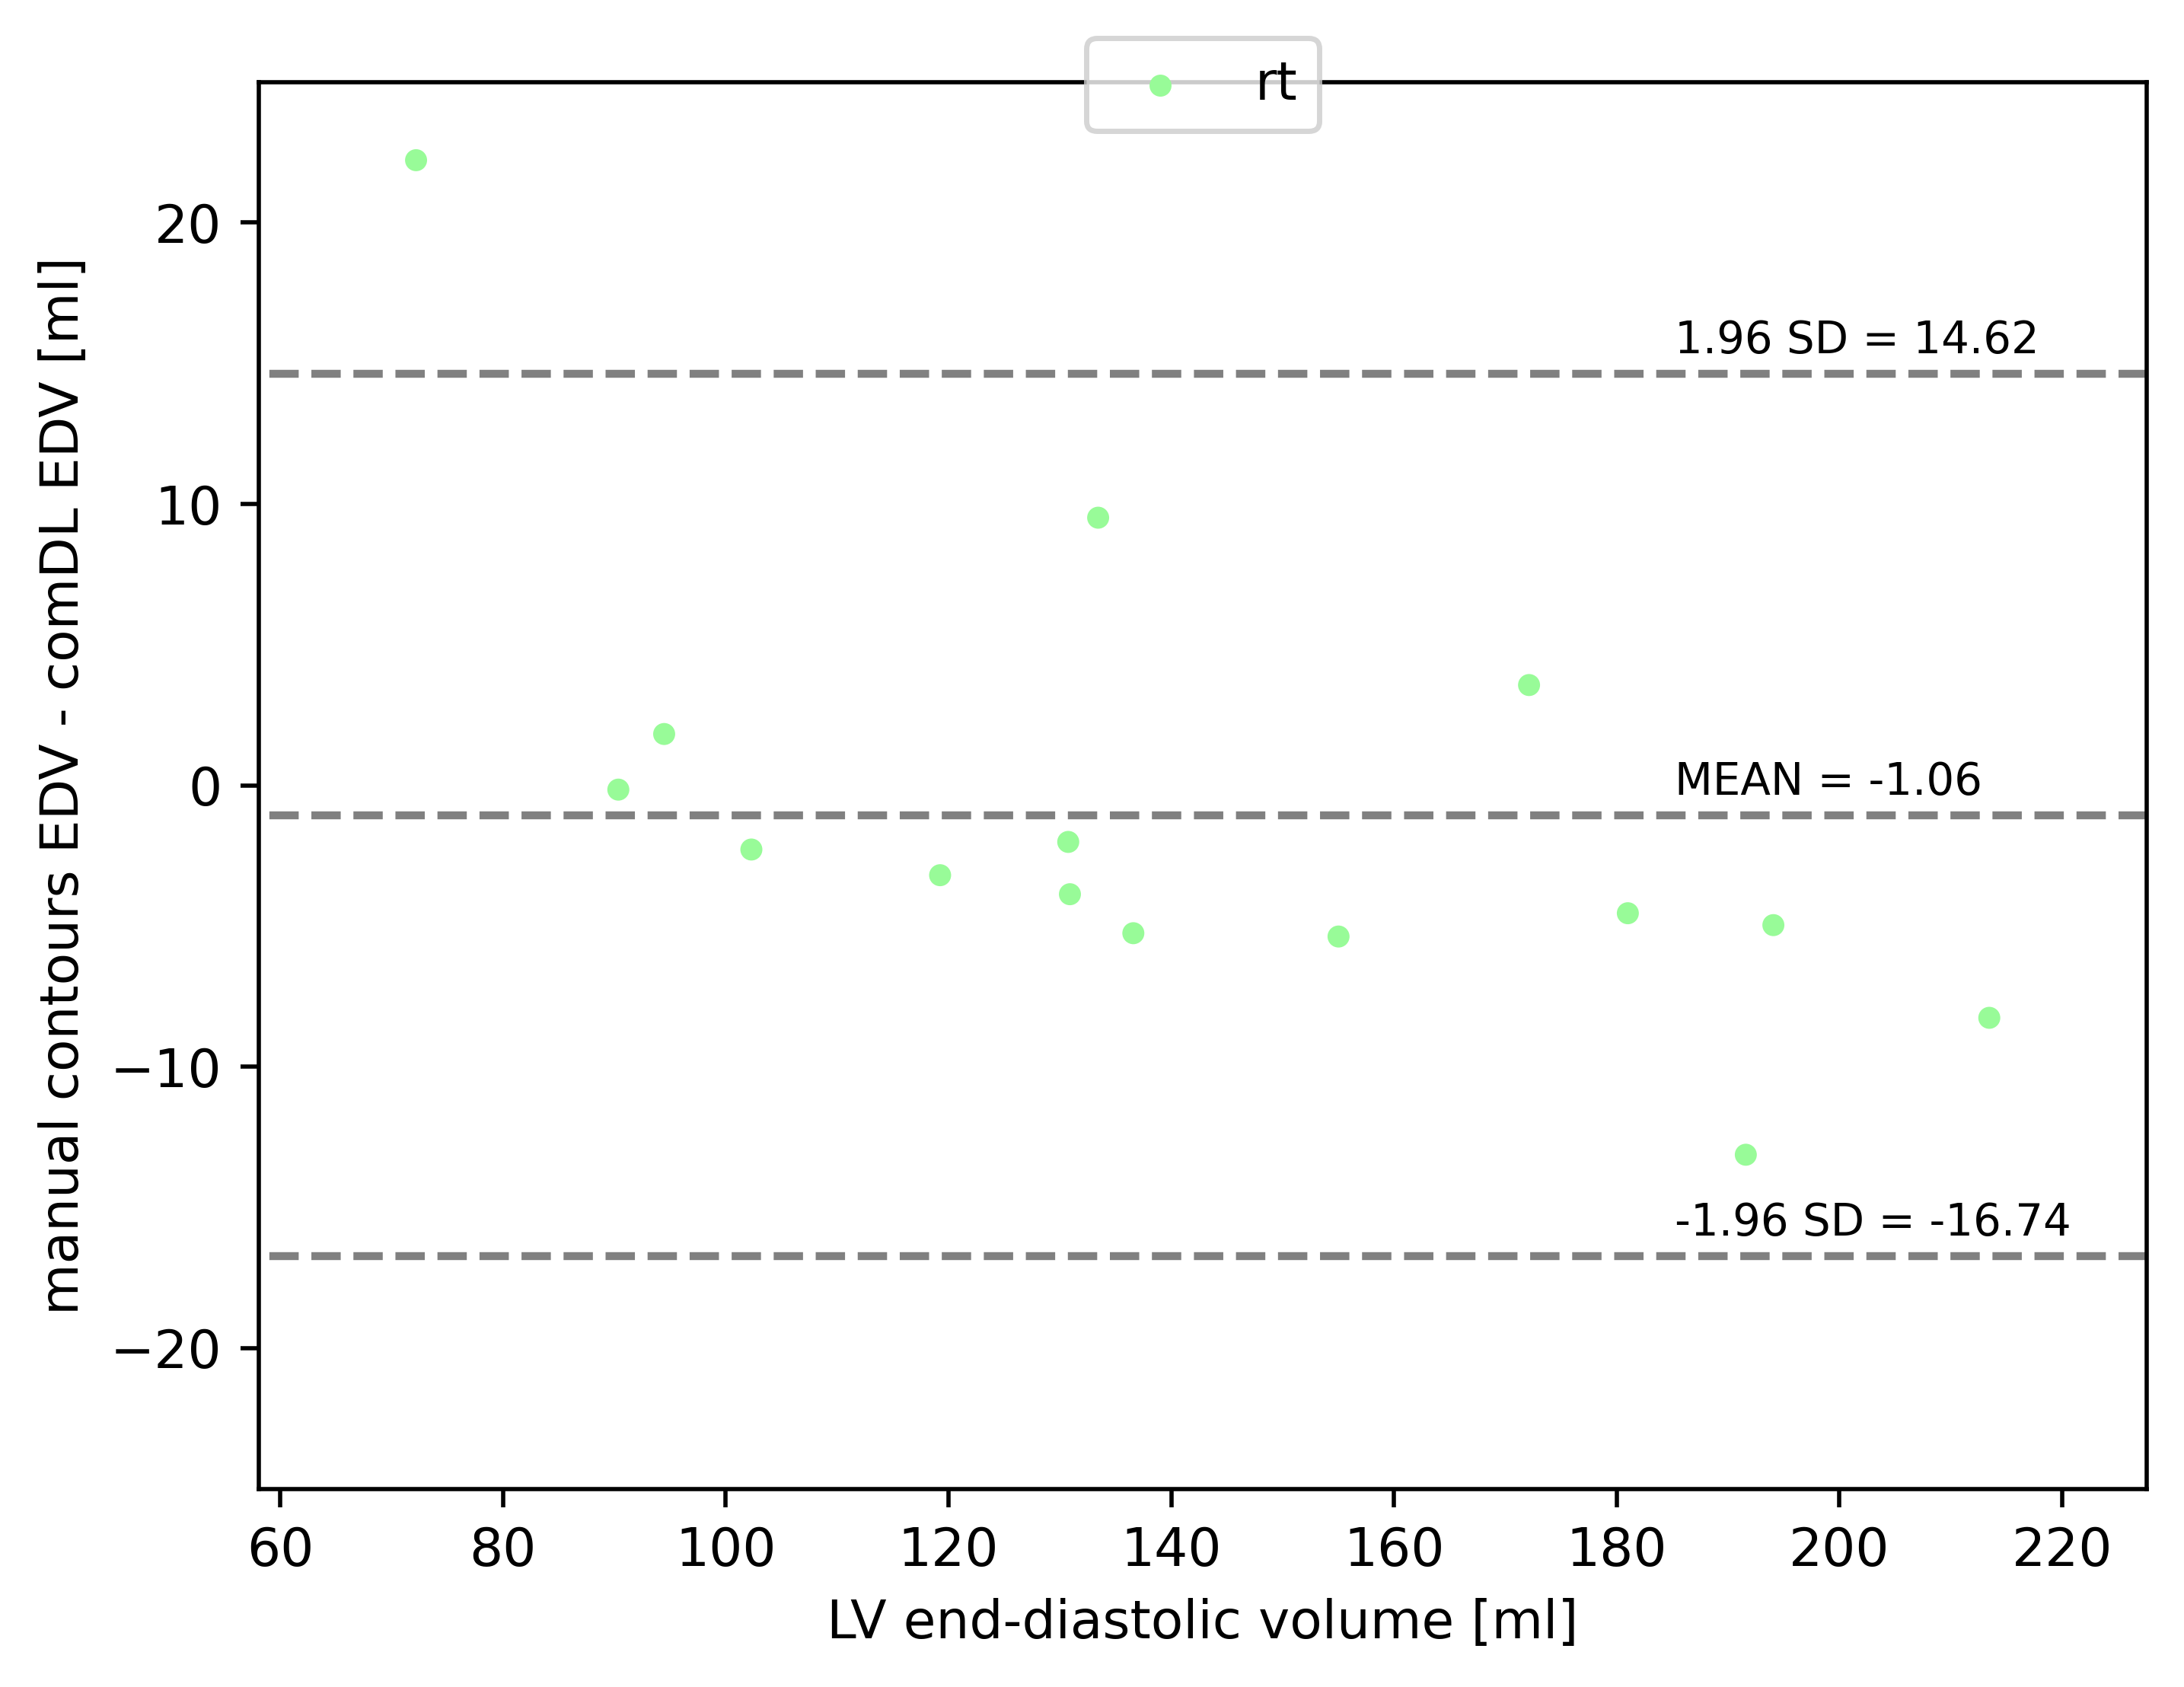 rt
manual contours EDV - comDL EDV [ml]
20
10
0
−10
−20
1.96 SD = 14.62
MEAN = -1.06
-1.96 SD = -16.74
60 80 100 120 140 160 180 200 220
LV end-diastolic volume [ml]